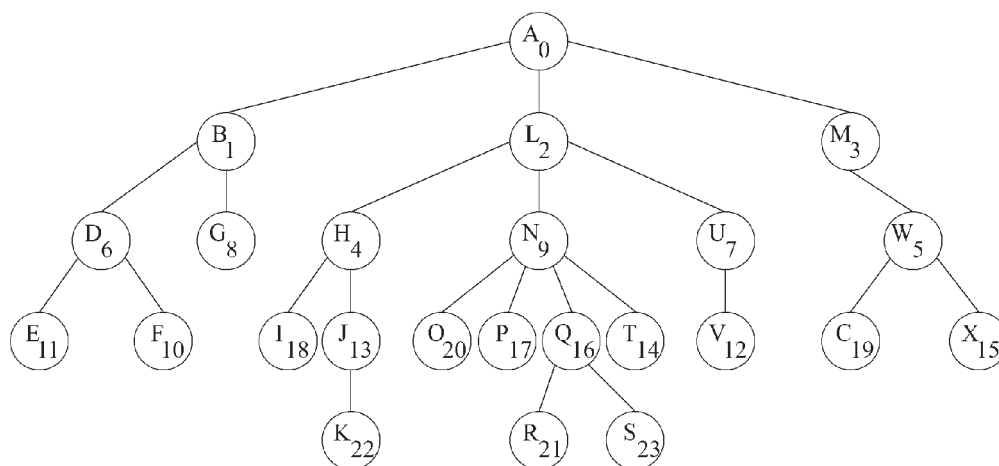 A0
B1 L2 M3
D6 G8 H4 N9 U7 W5
E11 F10 I18 J13 O20 P17 Q16 T14 V12 C19 X15
K22 R21 S23